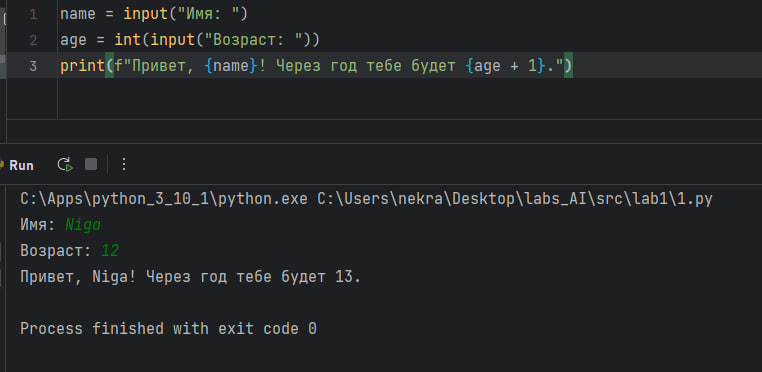 1 name = input("Имя: ")
2 age = int(input("Возраст: "))
3 print(f"Привет, {name}! Через год тебе будет {age + 1}.")
Run
C:\Apps\python_3_10_1\python.exe C:\Users\nekra\Desktop\labs_AI\src\lab1\1.py
Имя: Niga
Возраст: 12
Привет, Niga! Через год тебе будет 13.
Process finished with exit code 0